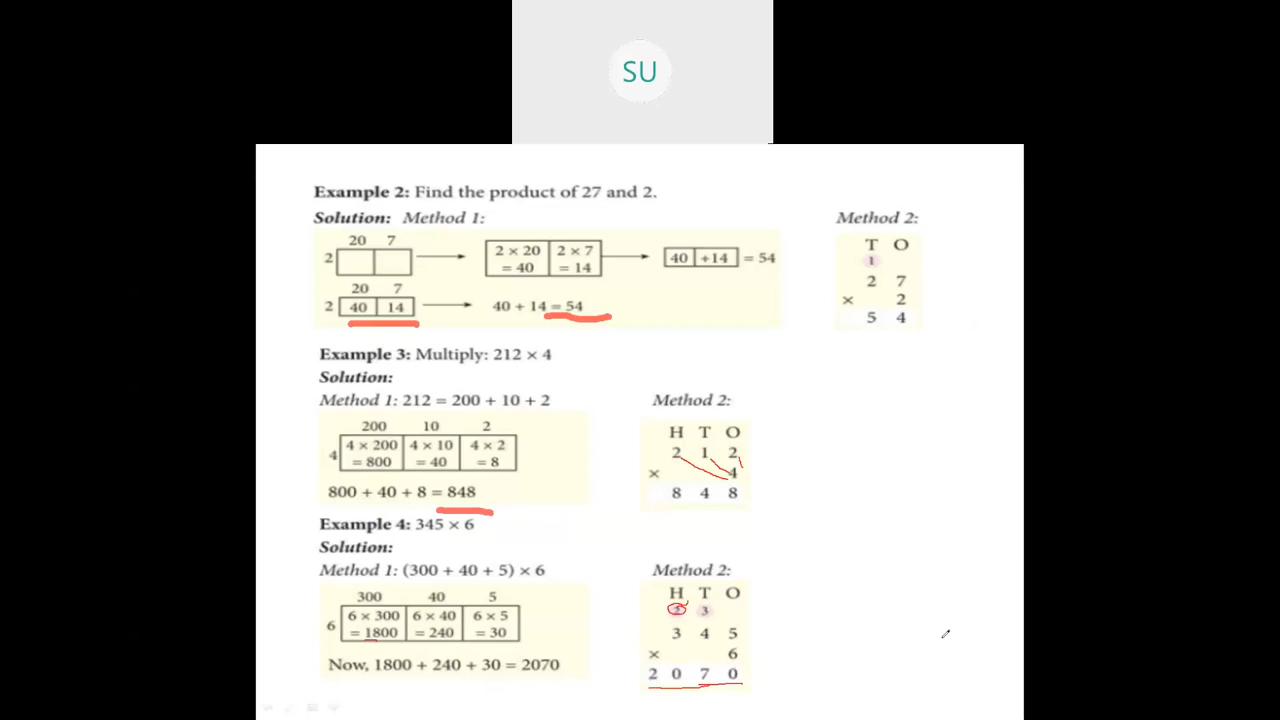 SU
Example 2: Find the product of 27 and 2.
Solution: Method 1:
20 7
2
2 × 20 = 40
2 × 7 = 14
40 +14 = 54
20 7
2 40 14
40 + 14 = 54
Method 2:
T O
1
2 7
× 2
5 4
Example 3: Multiply: 212 × 4
Solution:
Method 1: 212 = 200 + 10 + 2
200 10 2
4 4 × 200 4 × 10 4 × 2
= 800 = 40 = 8
800 + 40 + 8 = 848
Method 2:
H T O
2 1 2
× 4
8 4 8
Example 4: 345 × 6
Solution:
Method 1: (300 + 40 + 5) × 6
300 40 5
6 6 × 300 6 × 40 6 × 5
= 1800 = 240 = 30
Now, 1800 + 240 + 30 = 2070
Method 2:
H T O
3
3 4 5
× 6
2 0 7 0